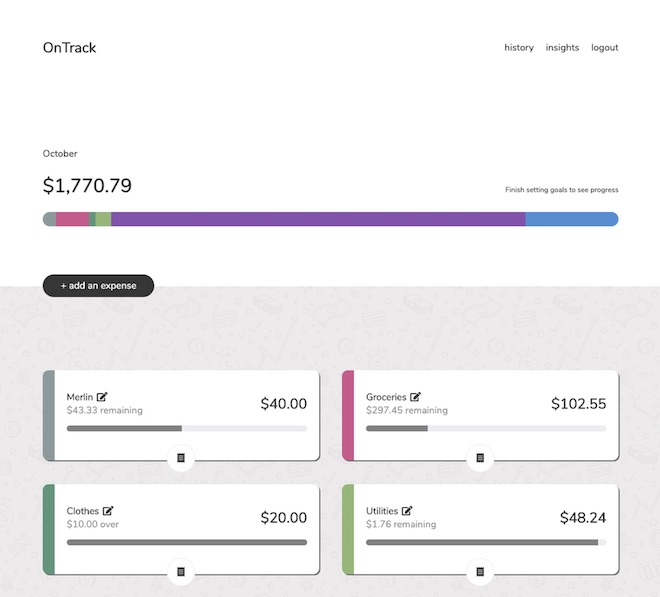 OnTrack
history insights logout
October
$1,770.79
Finish setting goals to see progress
+ add an expense
Merlin
$43.33 remaining
$40.00
Groceries
$297.45 remaining
$102.55
Clothes
$10.00 over
$20.00
Utilities
$1.76 remaining
$48.24